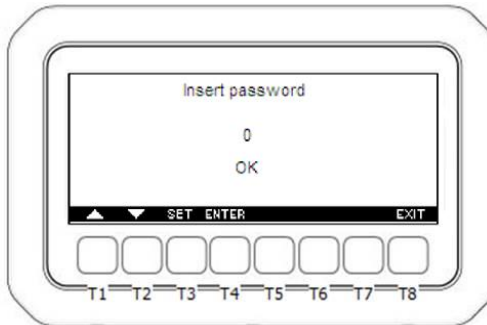 Insert password
0
OK
SET ENTER EXIT
T1 T2 T3 T4 T5 T6 T7 T8